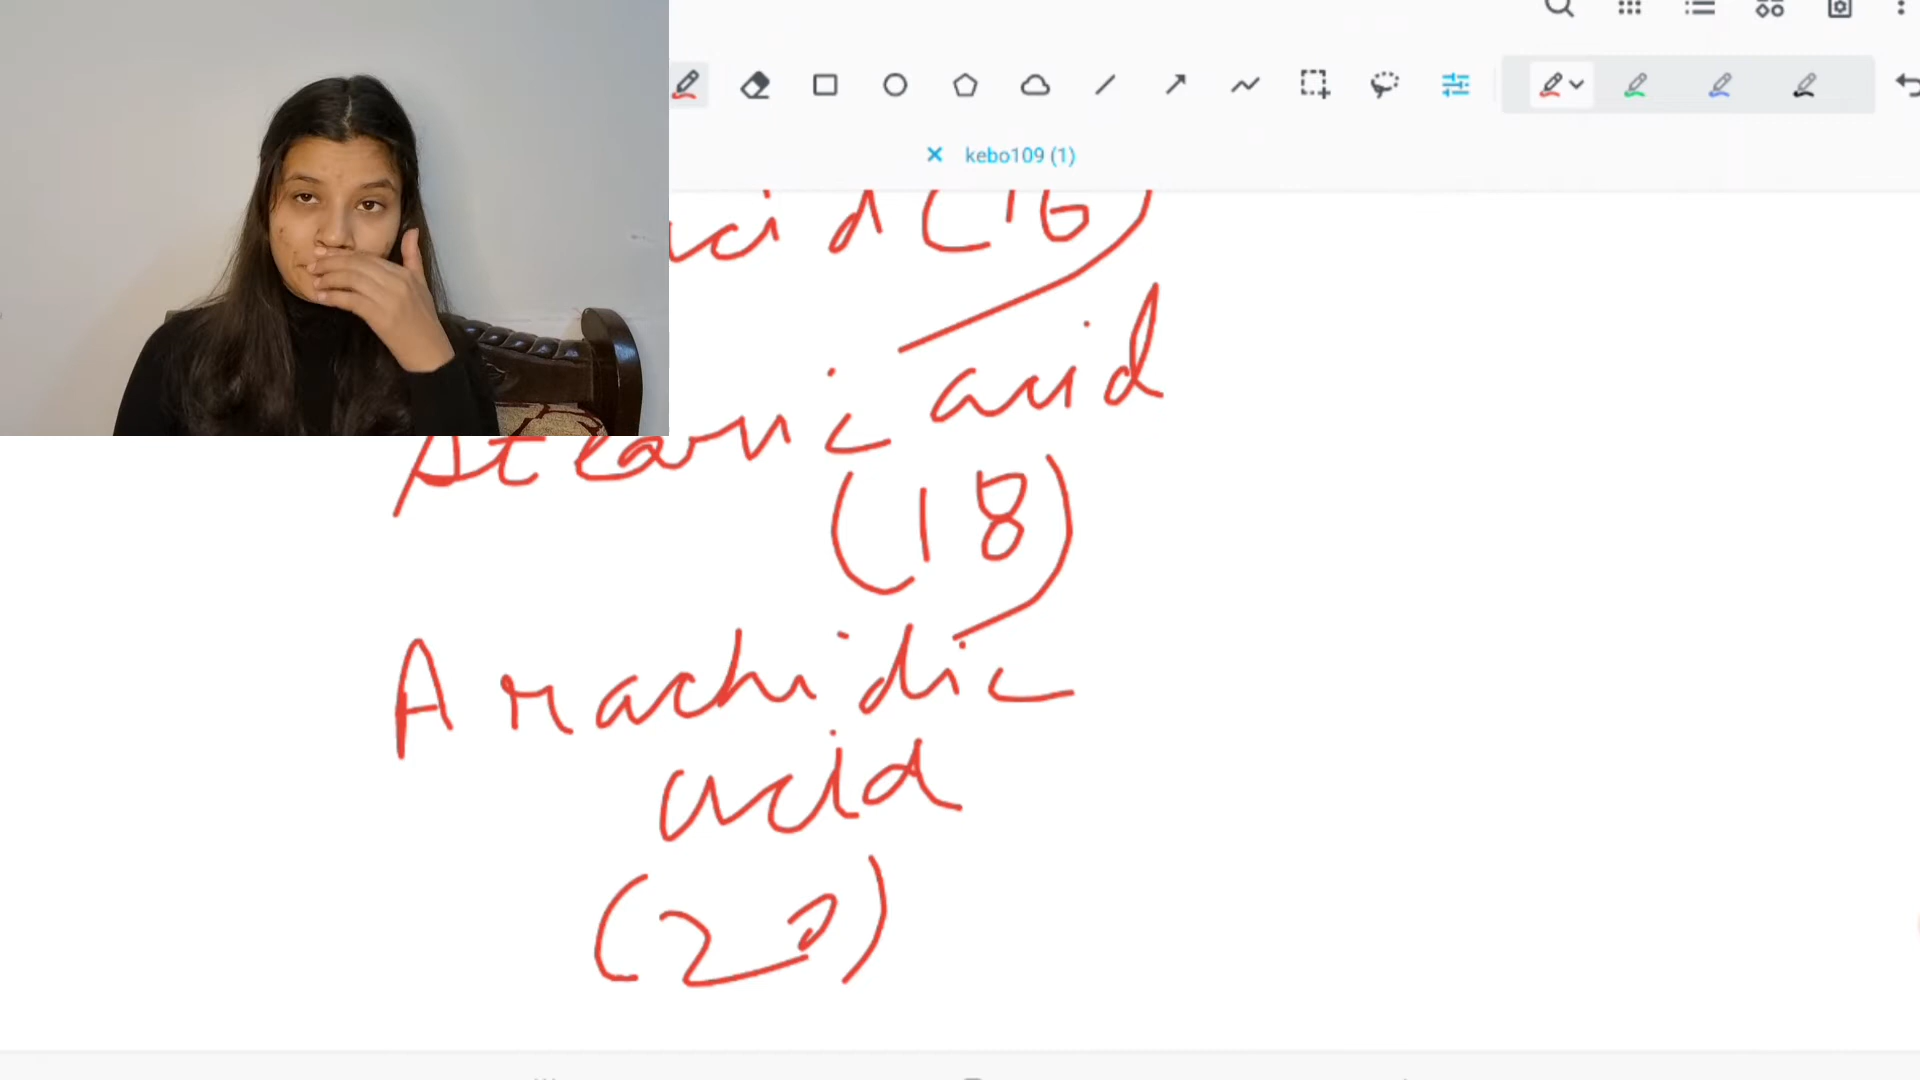 kebo109 (1)
acid (16)
Stearic acid
(18)
Arachidic
acid
(20)